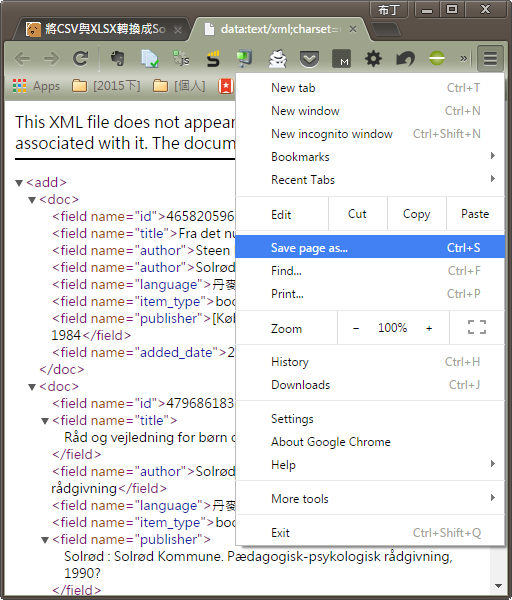 布丁
將CSV與XLSX轉換成So
data:text/xml;charset=
Apps
[2015下]
[個人]
This XML file does not appear
associated with it. The docum
<add>
<doc>
<field name="id">465820596
<field name="title">Fra det nu
<field name="author">Steen
<field name="language">丹麥
<field name="item_type">boo
<field name="publisher">[Køb
1984</field>
<field name="added_date">2
</doc>
<doc>
<field name="id">479686183
<field name="title">
Råd og vejledning for børn o
</field>
<field name="author">Solrød
rådgivning</field>
<field name="language">丹麥
<field name="item_type">boo
<field name="publisher">
Solrød : Solrød Kommune. Pædagogisk-psykologisk rådgivning,
1990?
</field>
New tab Ctrl+T
New window Ctrl+N
New incognito window Ctrl+Shift+N
Bookmarks
Recent Tabs
Edit Cut Copy Paste
Save page as... Ctrl+S
Find... Ctrl+F
Print... Ctrl+P
Zoom − 100% +
History Ctrl+H
Downloads Ctrl+J
Settings
About Google Chrome
Help
More tools
Exit Ctrl+Shift+Q